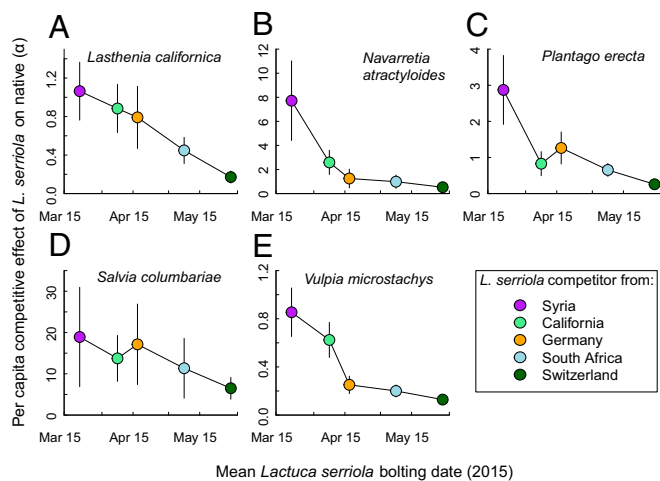 A
Lasthenia californica
0.0 0.4 0.8 1.2
Mar 15 Apr 15 May 15
B
Navarretia
atractyloides
0 2 4 6 8 10 12
Mar 15 Apr 15 May 15
C
Plantago erecta
0 1 2 3 4
Mar 15 Apr 15 May 15
D
Salvia columbariae
0 10 20 30
Mar 15 Apr 15 May 15
E
Vulpia microstachys
0.0 0.4 0.8 1.2
Mar 15 Apr 15 May 15
L. serriola competitor from:
Syria
California
Germany
South Africa
Switzerland
Per capita competitive effect of L. serriola on native (α)
Mean Lactuca serriola bolting date (2015)